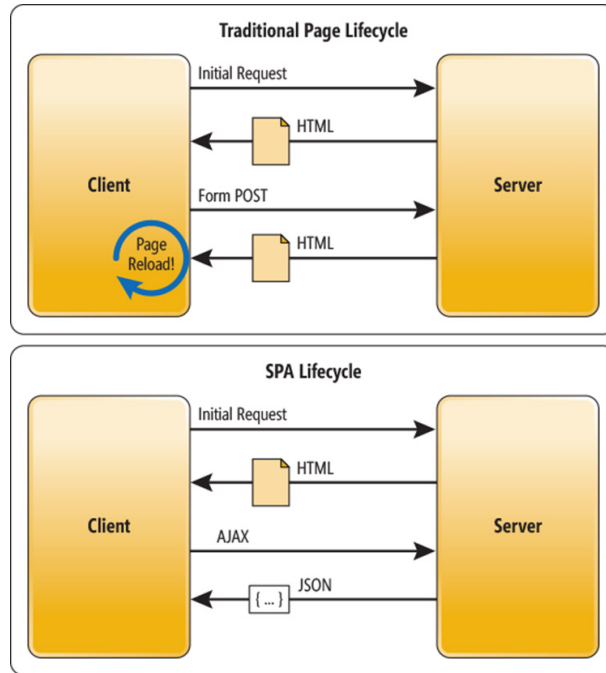 Traditional Page Lifecycle
Initial Request
HTML
Client
Server
Form POST
HTML
Page
Reload!
SPA Lifecycle
Initial Request
HTML
Client
Server
AJAX
JSON
{ ... }